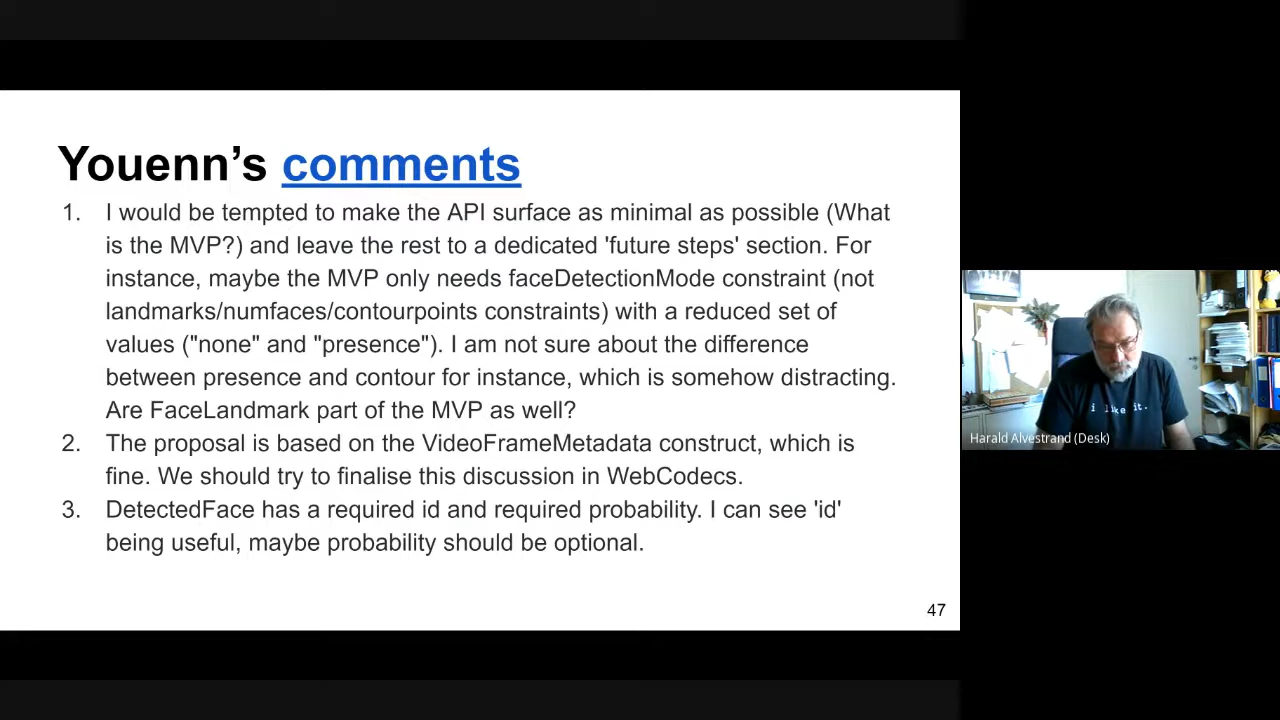 Youenn’s comments
1. I would be tempted to make the API surface as minimal as possible (What
is the MVP?) and leave the rest to a dedicated 'future steps' section. For
instance, maybe the MVP only needs faceDetectionMode constraint (not
landmarks/numfaces/contourpoints constraints) with a reduced set of
values ("none" and "presence"). I am not sure about the difference
between presence and contour for instance, which is somehow distracting.
Are FaceLandmark part of the MVP as well?
2. The proposal is based on the VideoFrameMetadata construct, which is
fine. We should try to finalise this discussion in WebCodecs.
3. DetectedFace has a required id and required probability. I can see 'id'
being useful, maybe probability should be optional.
47
i like it.
Harald Alvestrand (Desk)